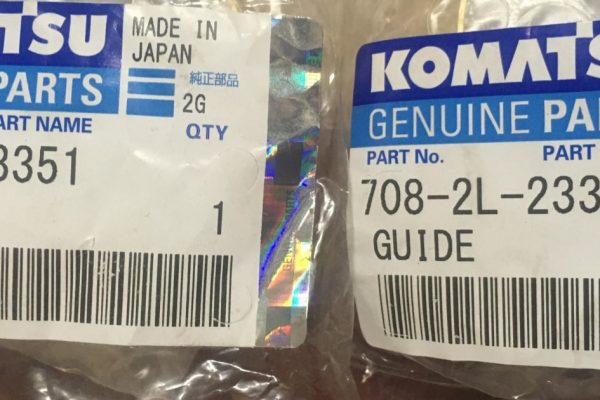 TSU
MADE IN
JAPAN
PARTS
純正部品
2G
ART NAME
QTY
3351
1
KOMATS
GENUINE PA
PART No.
PART
708-2L-233
GUIDE